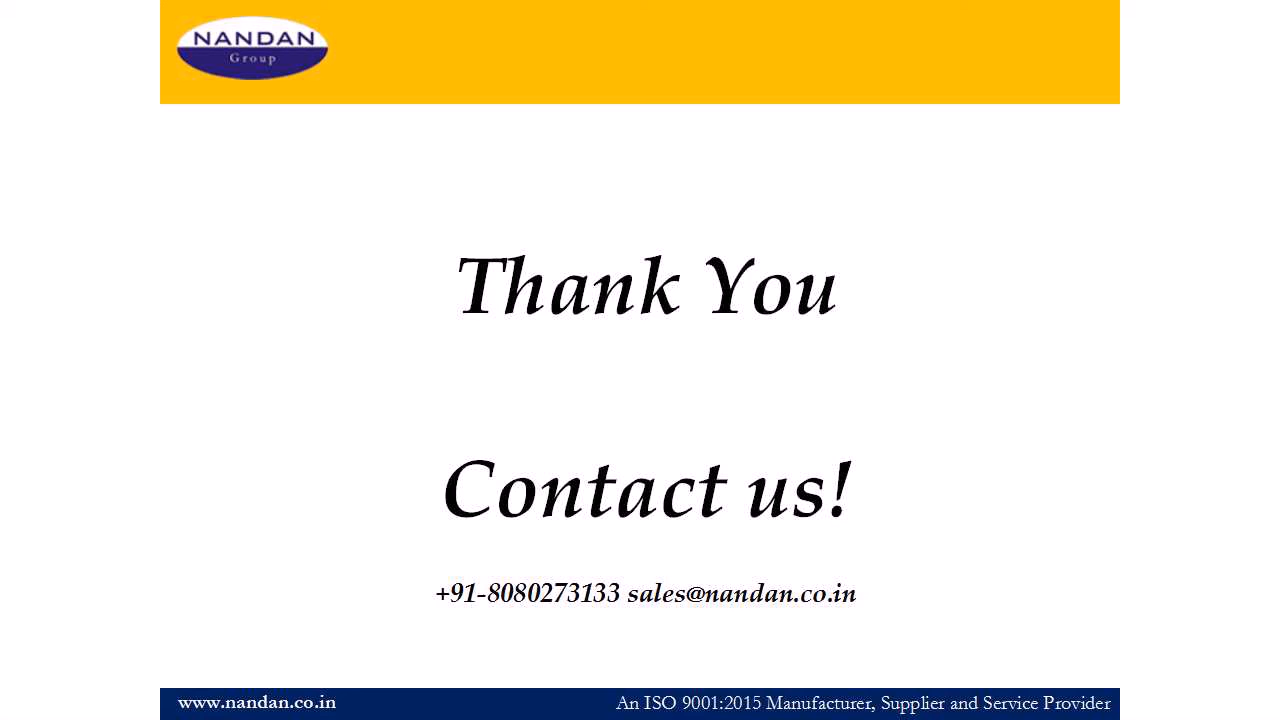 NANDAN
Group
Thank You
Contact us!
+91-8080273133 sales@nandan.co.in
www.nandan.co.in
An ISO 9001:2015 Manufacturer, Supplier and Service Provider